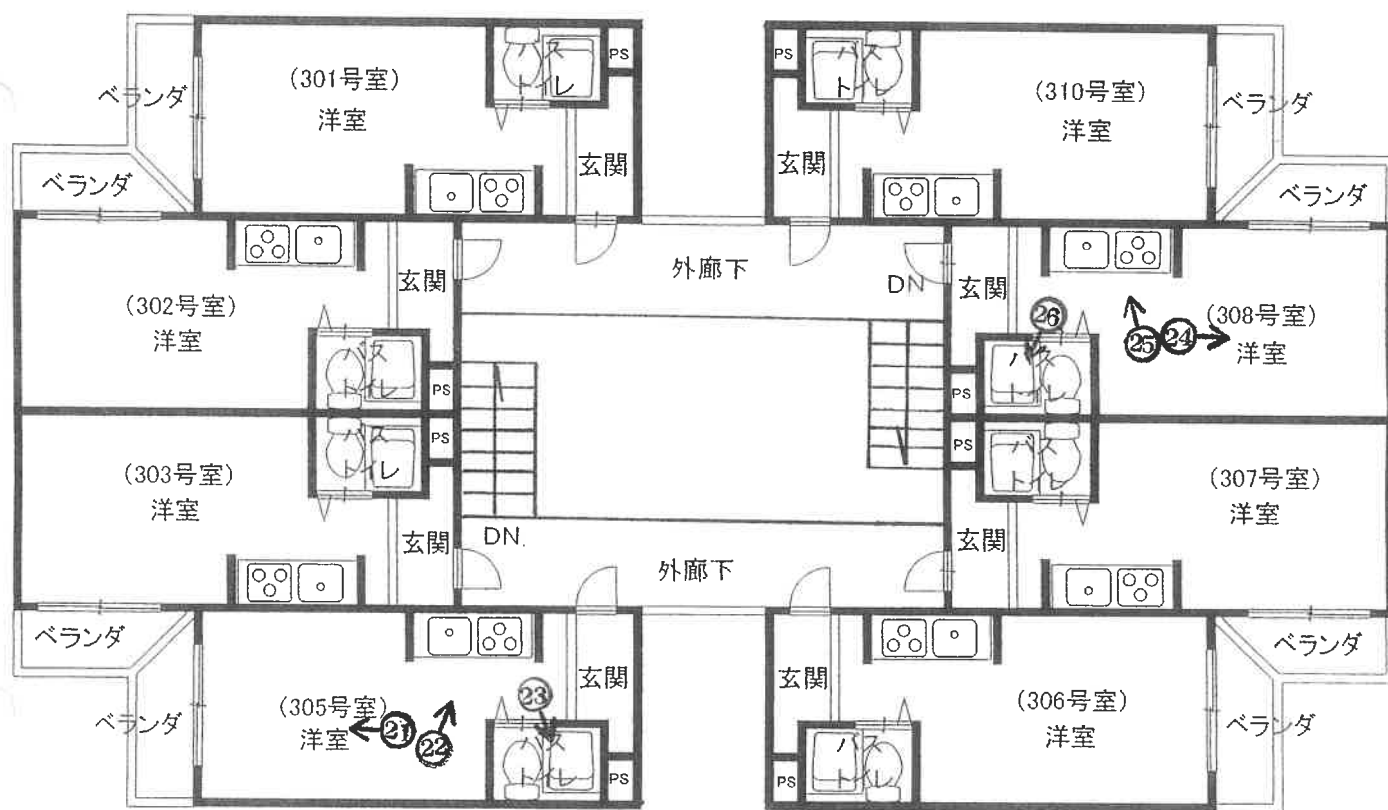 (301号室)
洋室
ベランダ
ベランダ
バス
トイレ
PS
玄関
PS
バス
トイレ
玄関
(310号室)
洋室
ベランダ
ベランダ
(302号室)
洋室
玄関
バス
トイレ
PS
外廊下
DN
玄関
26
バス
トイレ
PS
25
24
(308号室)
洋室
(303号室)
洋室
バス
トイレ
PS
玄関
DN.
外廊下
PS
バス
トイレ
玄関
(307号室)
洋室
ベランダ
ベランダ
(305号室)
洋室
21
22
23
バス
トイレ
玄関
PS
玄関
PS
バス
トイレ
(306号室)
洋室
ベランダ
ベランダ